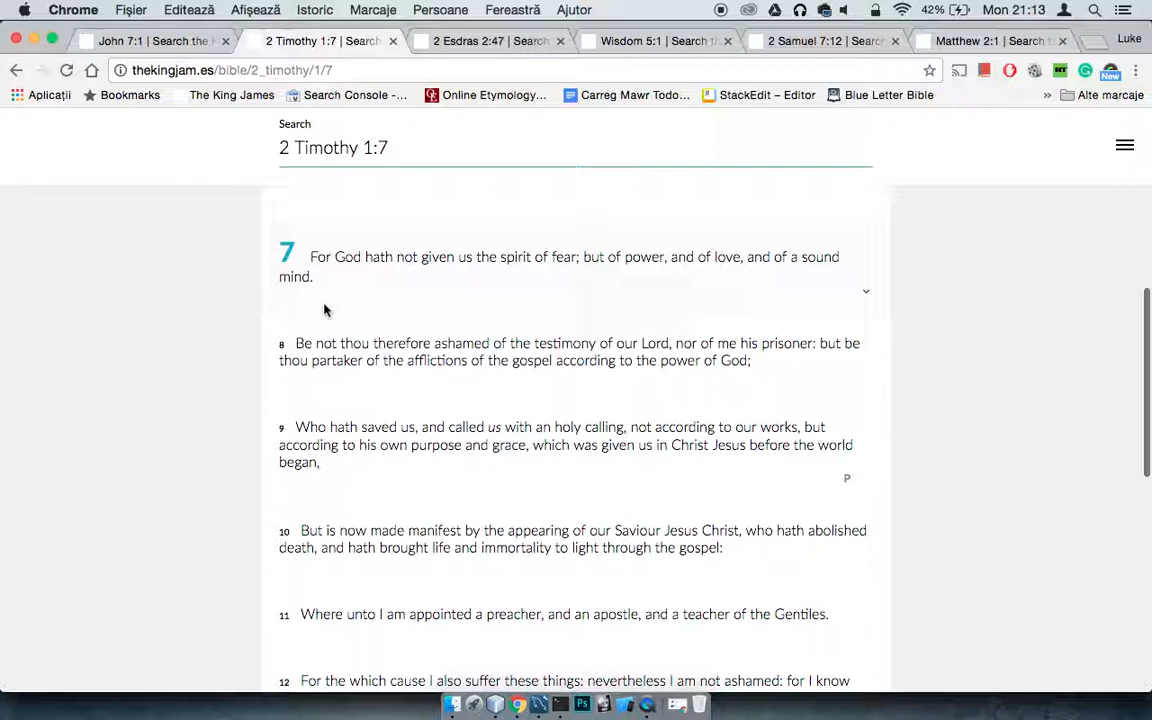 Chrome Fișier Editează Afișează Istoric Marcaje Persoane Fereastră Ajutor 42% Mon 21:13
John 7:1 | Search the 2 Timothy 1:7 | Search 2 Esdras 2:47 | Search Wisdom 5:1 | Search 2 Samuel 7:12 | Search Matthew 2:1 | Search Luke
thekingjam.es/bible/2_timothy/1/7
Aplicații Bookmarks The King James Search Console -... Online Etymology... Carreg Mawr Todo... StackEdit – Editor Blue Letter Bible » Alte marcaje
New
Search
2 Timothy 1:7
7 For God hath not given us the spirit of fear; but of power, and of love, and of a sound
mind.
8 Be not thou therefore ashamed of the testimony of our Lord, nor of me his prisoner: but be
thou partaker of the afflictions of the gospel according to the power of God;
9 Who hath saved us, and called us with an holy calling, not according to our works, but
according to his own purpose and grace, which was given us in Christ Jesus before the world
began,
P
10 But is now made manifest by the appearing of our Saviour Jesus Christ, who hath abolished
death, and hath brought life and immortality to light through the gospel:
11 Where unto I am appointed a preacher, and an apostle, and a teacher of the Gentiles.
12 For the which cause I also suffer these things: nevertheless I am not ashamed: for I know
Ps